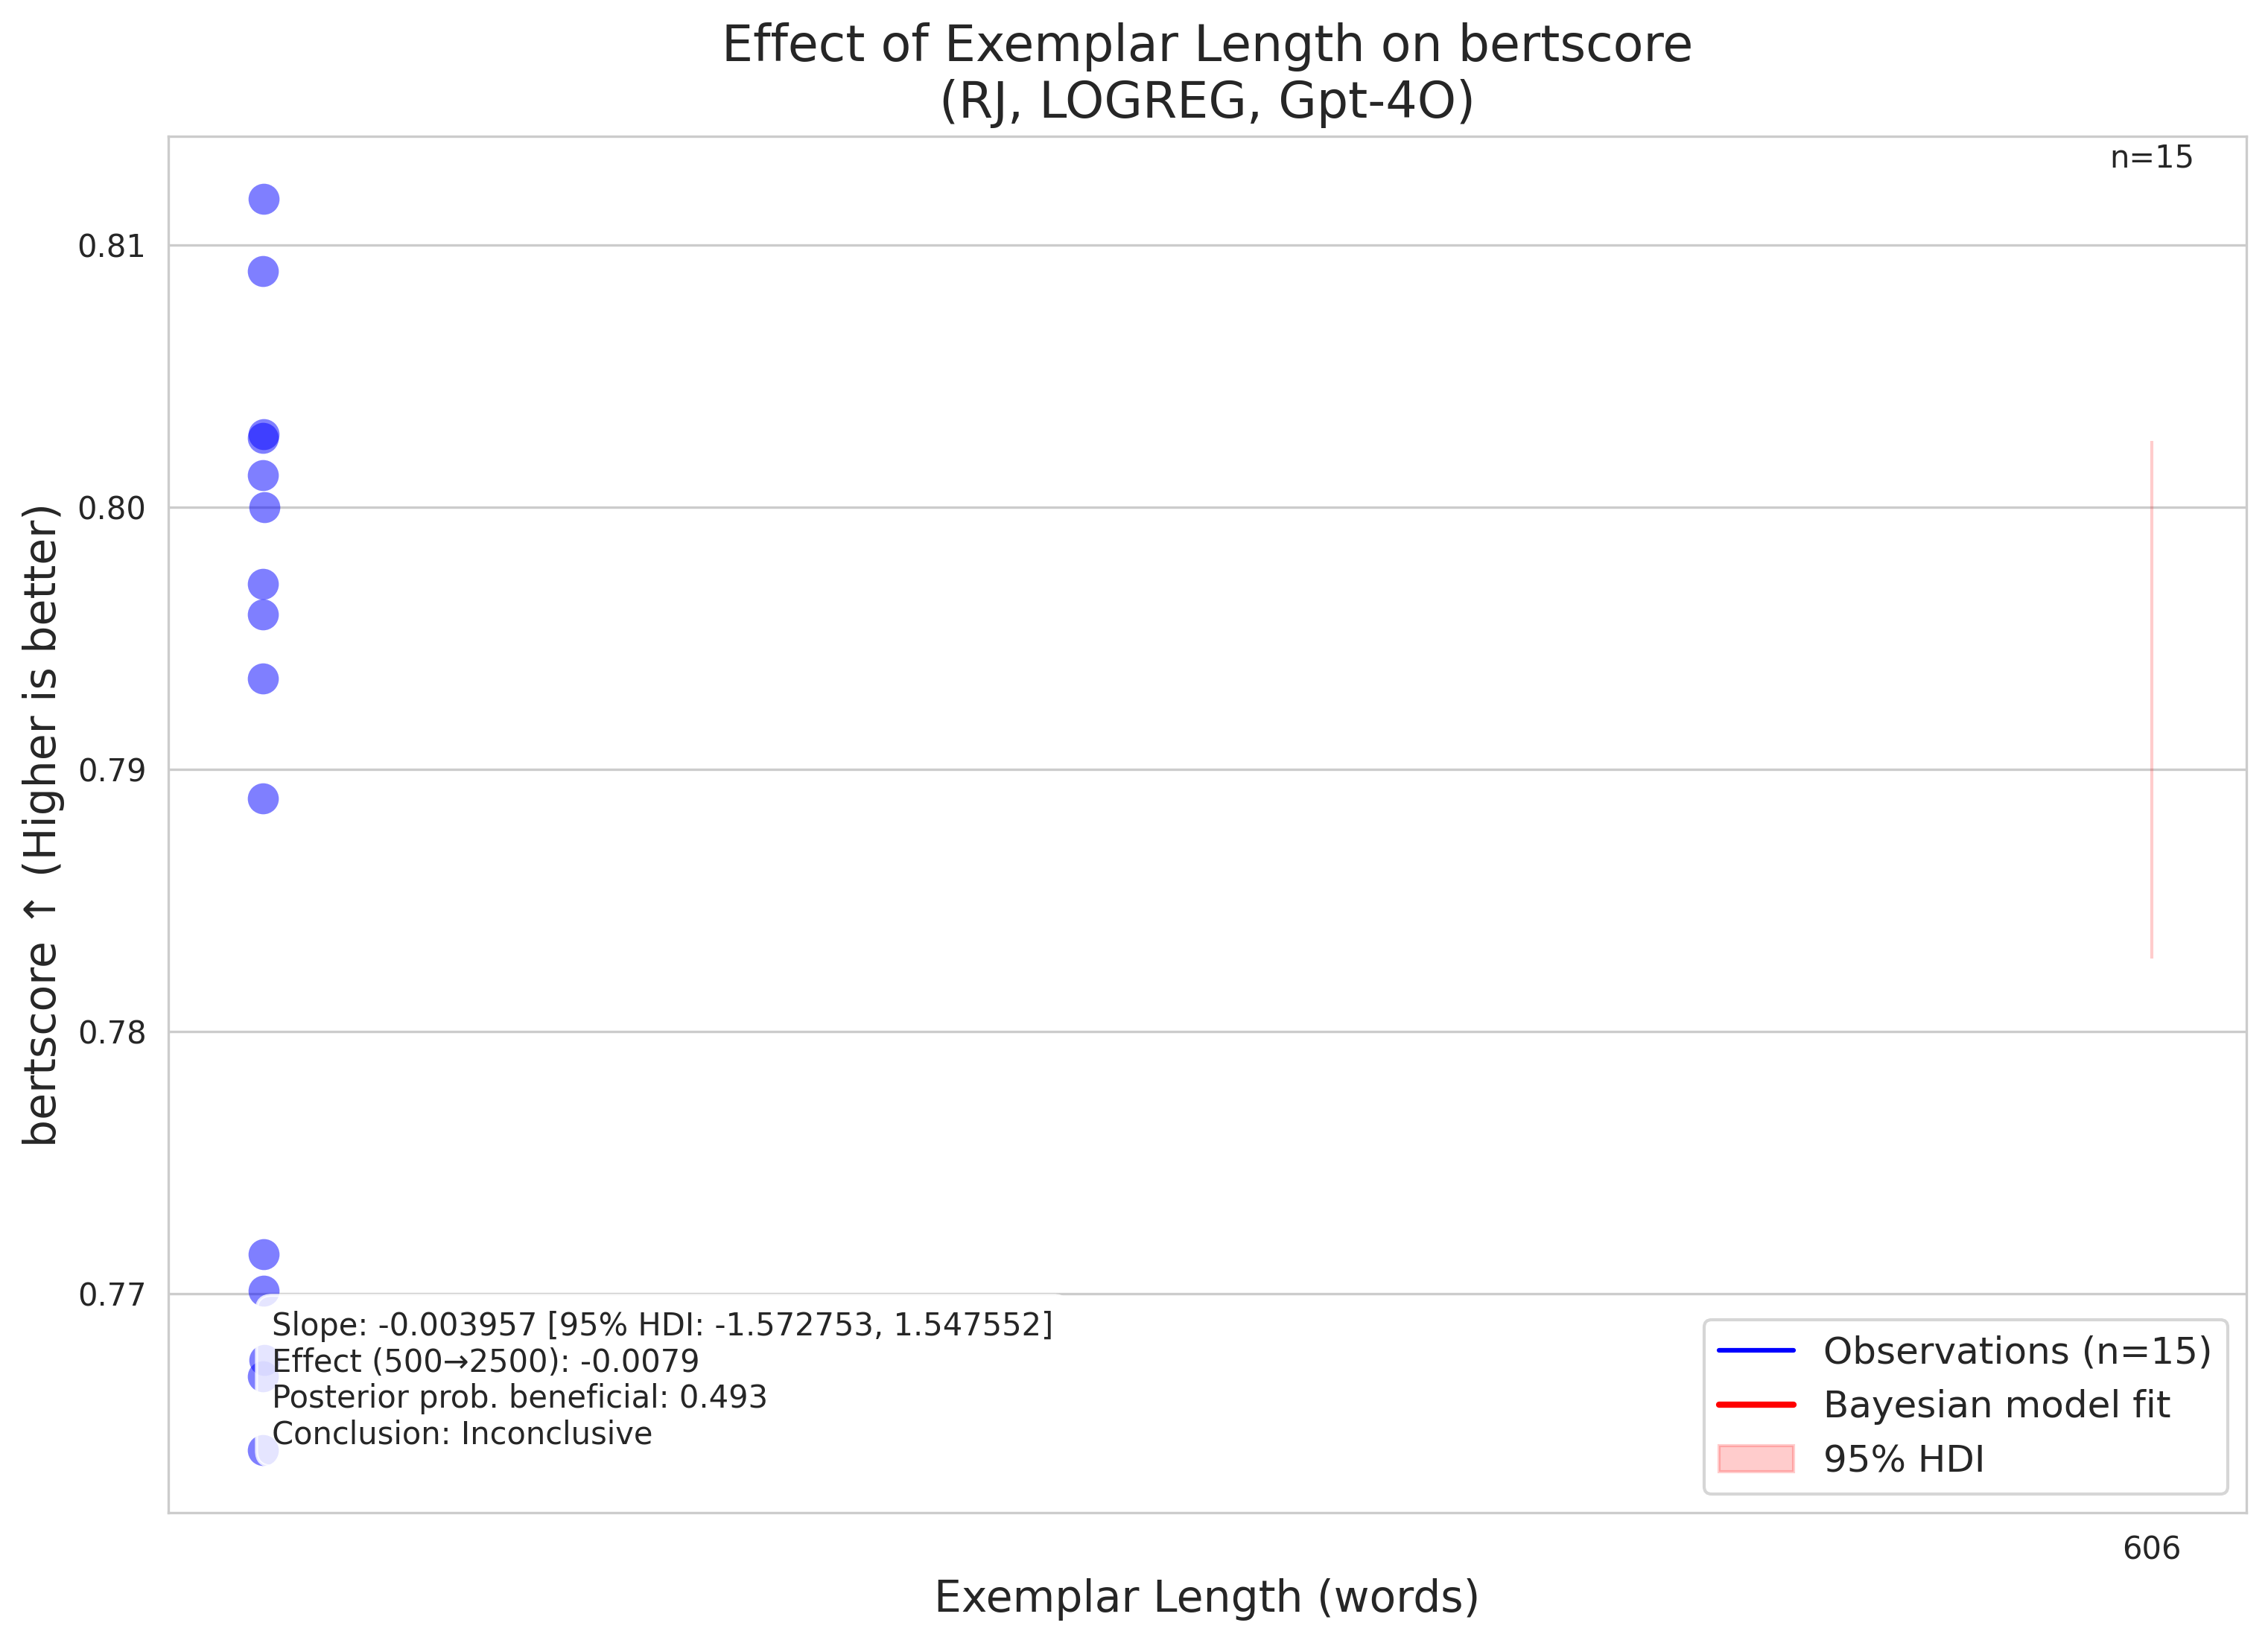 Effect of Exemplar Length on bertscore
(RJ, LOGREG, Gpt-4O)
n=15
bertscore ↑ (Higher is better)
0.81
0.80
0.79
0.78
0.77
Slope: -0.003957 [95% HDI: -1.572753, 1.547552]
Effect (500→2500): -0.0079
Posterior prob. beneficial: 0.493
Conclusion: Inconclusive
Observations (n=15)
Bayesian model fit
95% HDI
606
Exemplar Length (words)